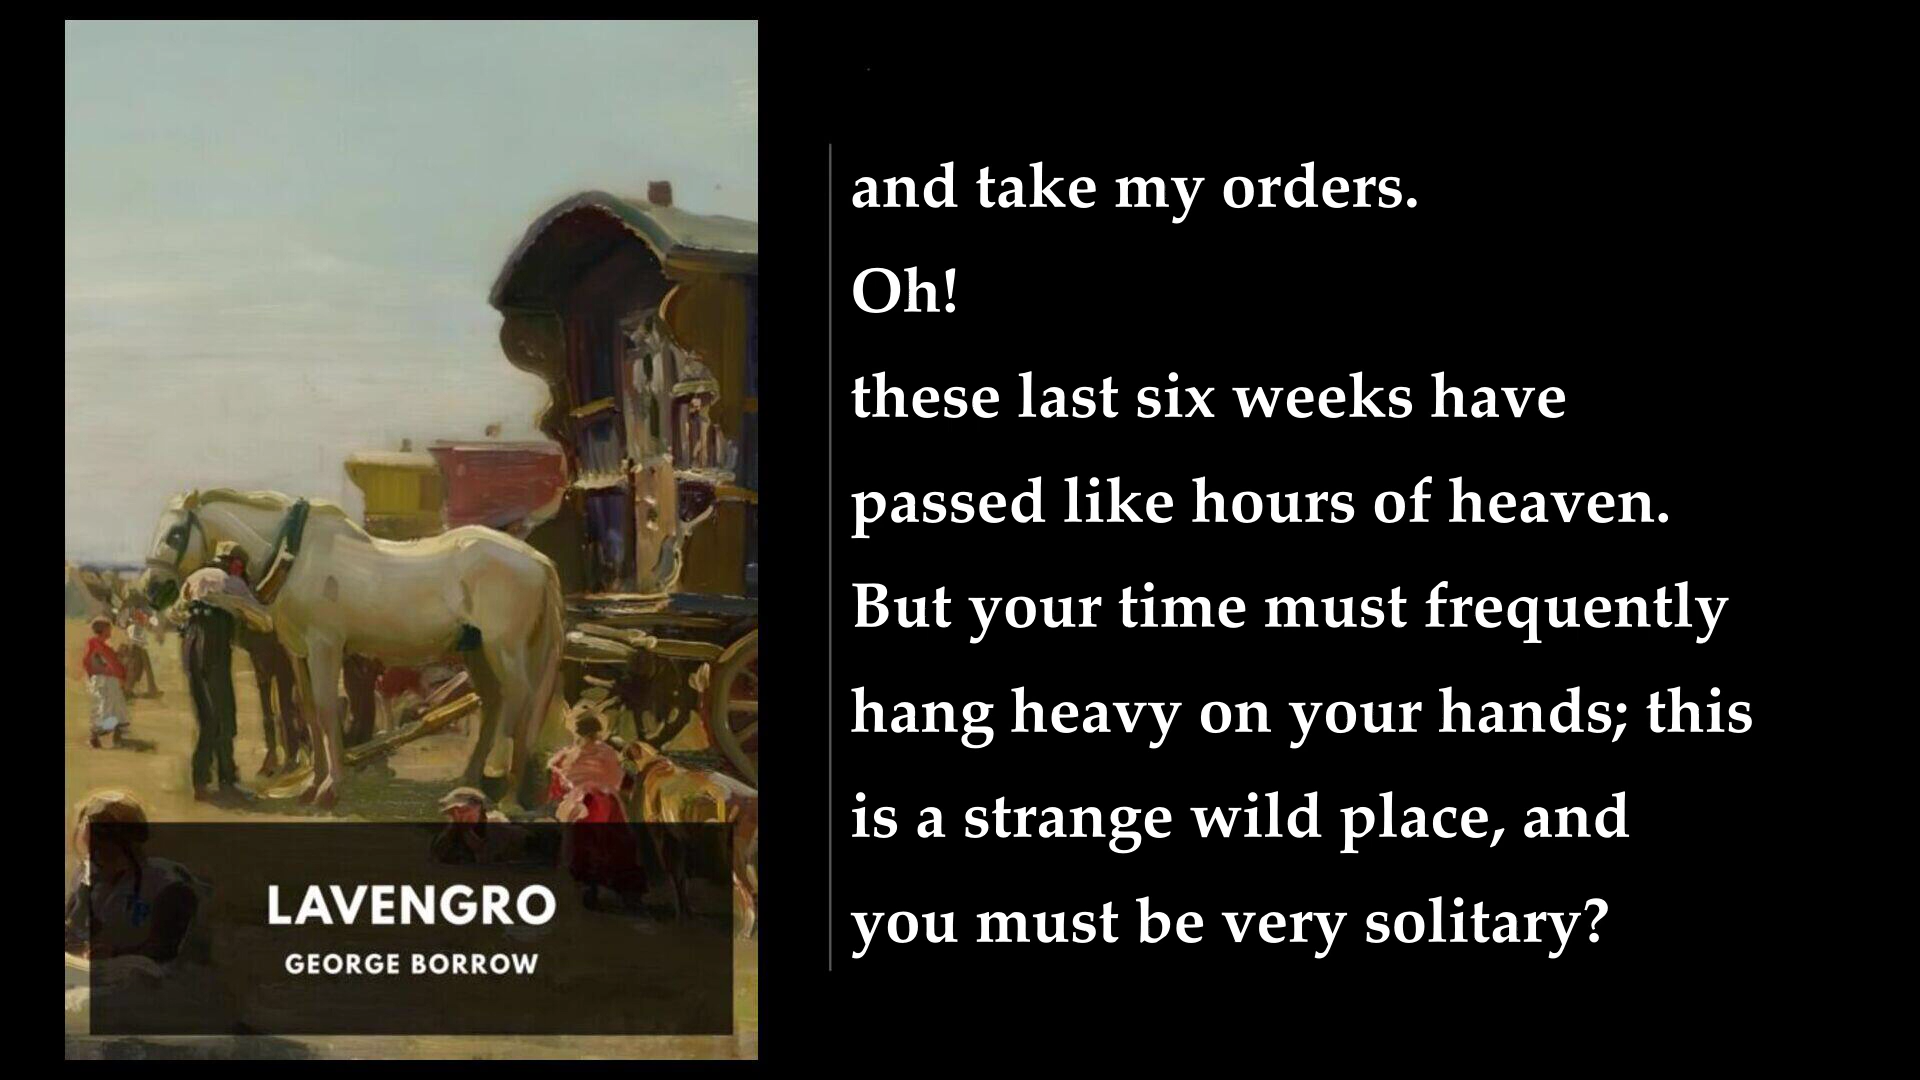 LAVENGRO
GEORGE BORROW
and take my orders.
Oh!
these last six weeks have
passed like hours of heaven.
But your time must frequently
hang heavy on your hands; this
is a strange wild place, and
you must be very solitary?